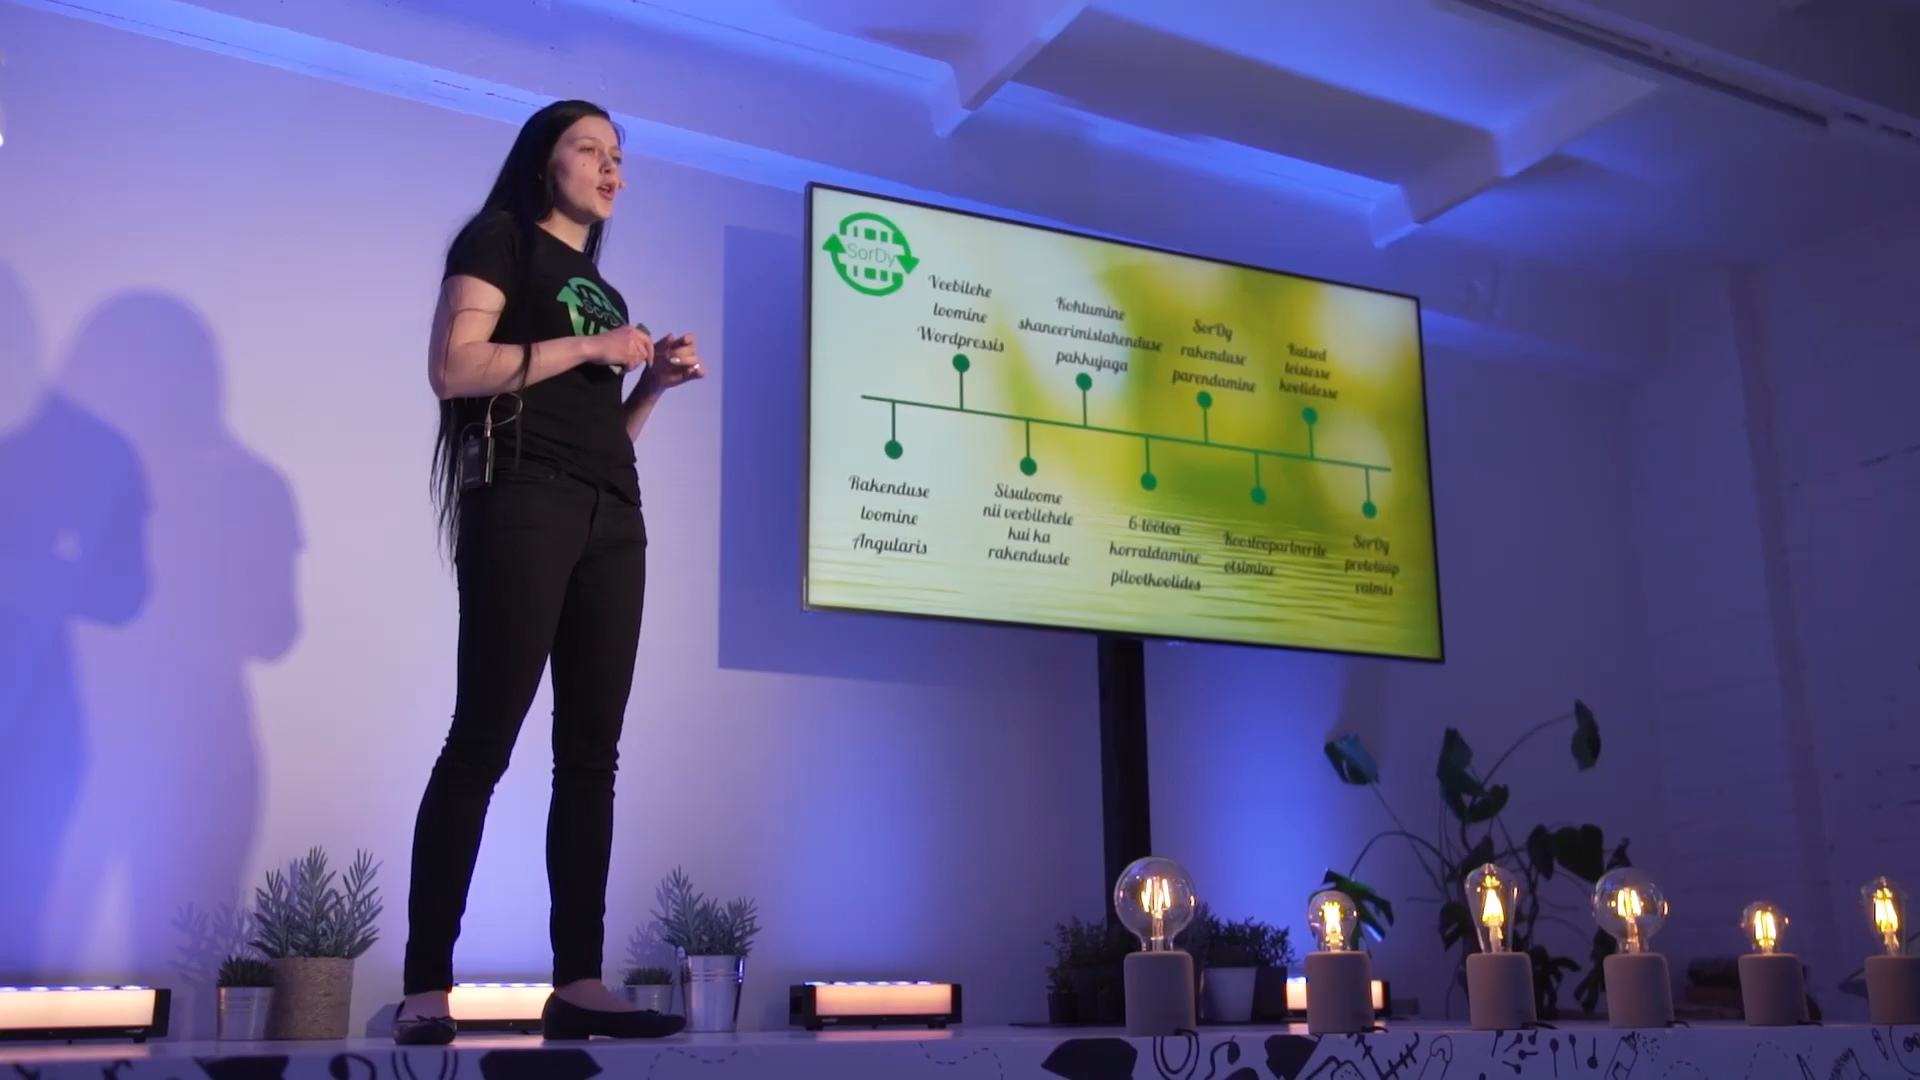 SorDy
Veebilehe
loomine
Wordpressis
Kohtumine
skaneerimislahenduse
pakkujaga
SorDy
rakenduse
parendamine
Katsed
teistesse
koolidesse
Rakenduse
loomine
Angularis
Sisuloome
nii veebilehele
kui ka
rakendusele
6-töötoa
korraldamine
pilootkoolides
Koostööpartnerite
otsimine
SorDy
prototüüp
valmis